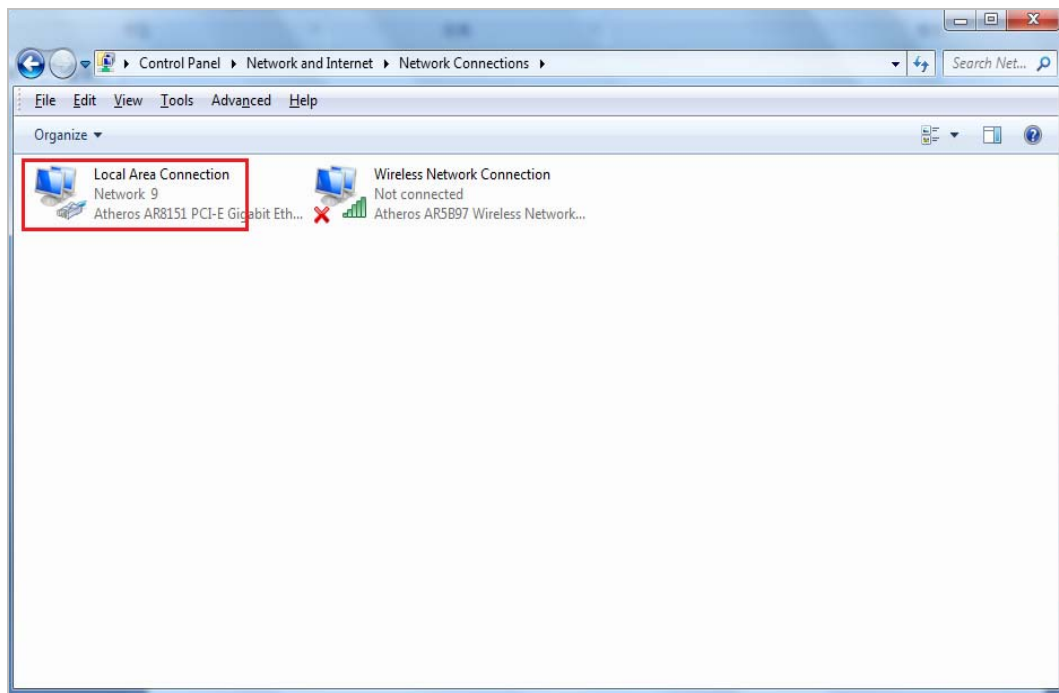 Control Panel Network and Internet Network Connections Search Net...
File Edit View Tools Advanced Help
Organize
Local Area Connection
Network 9
Atheros AR8151 PCI-E Gigabit Eth...
Wireless Network Connection
Not connected
Atheros AR5B97 Wireless Network...